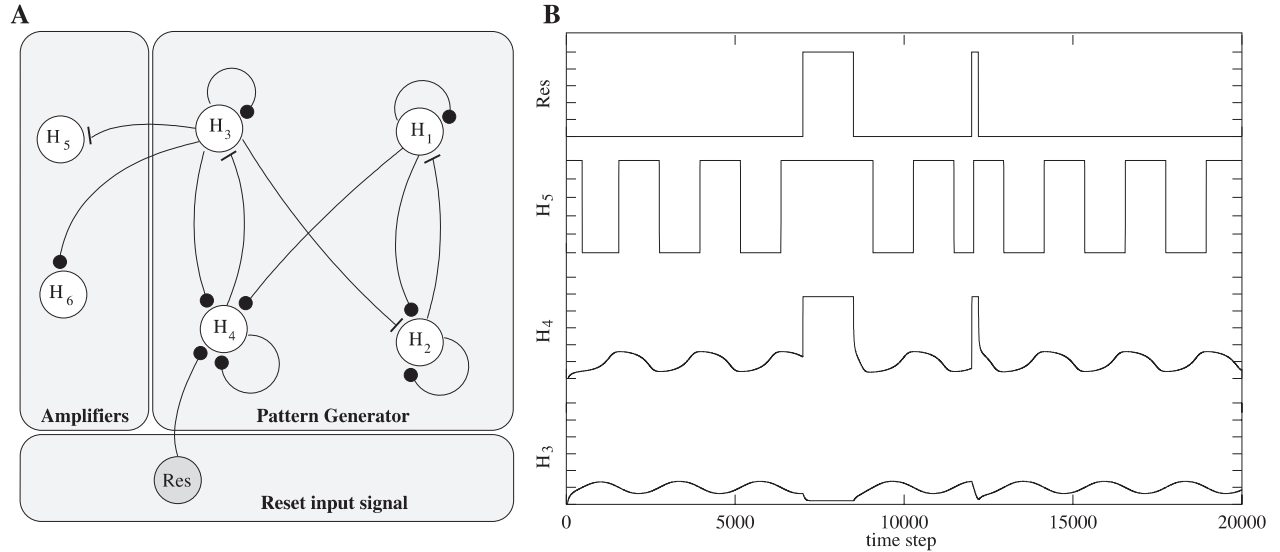 A
H3
H1
H5
H6
H4
H2
Amplifiers
Pattern Generator
Res
Reset input signal
B
Res
H5
H4
H3
0 5000 10000 15000 20000
time step